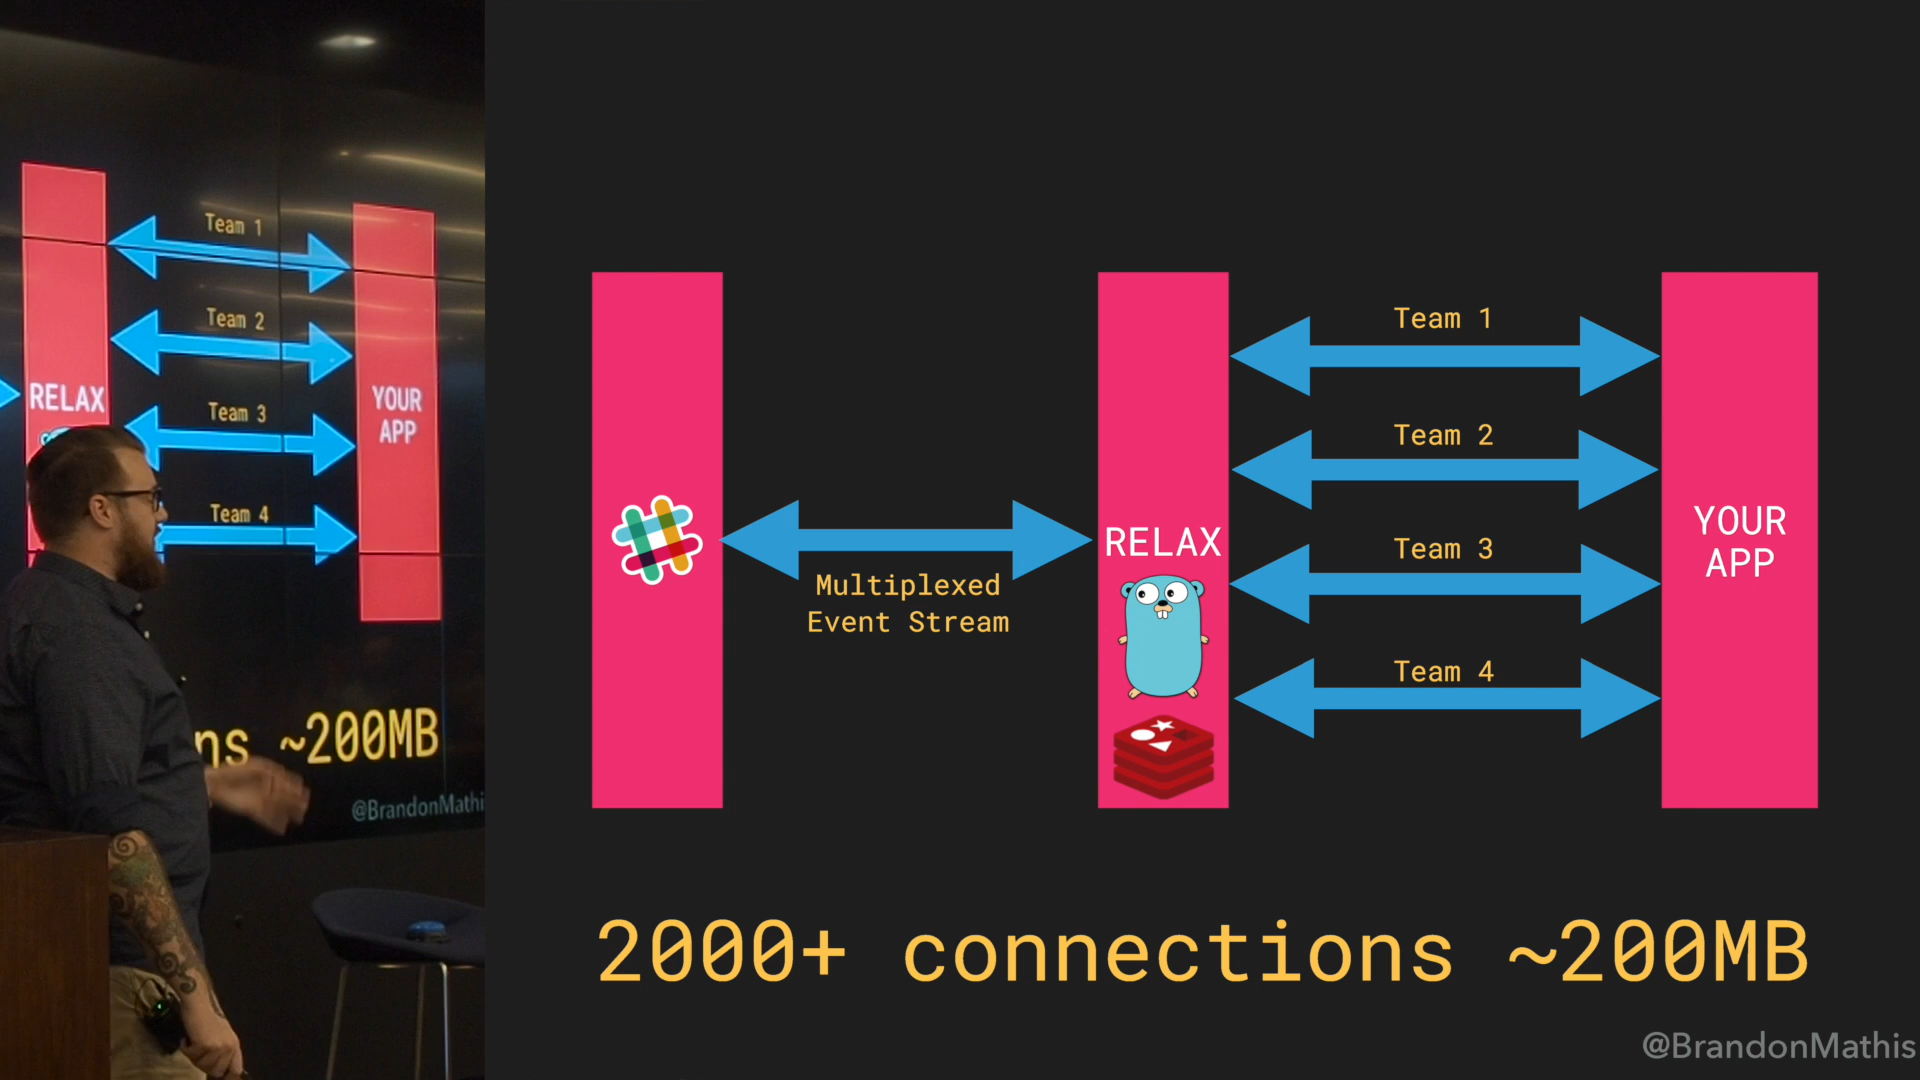 Team 1
Team 2
RELAX
YOUR
APP
Team 3
Team 4
ns ~200MB
@BrandonMathi
Team 1
Team 2
Multiplexed
Event Stream
RELAX
YOUR
APP
Team 3
Team 4
2000+ connections ~200MB
@BrandonMathis